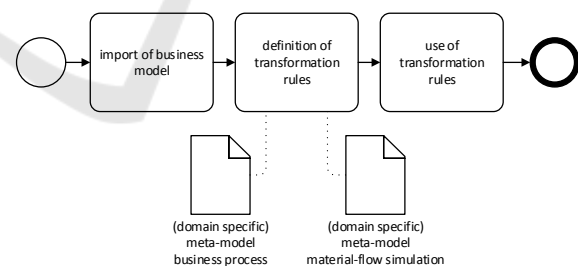 import of business
model
definition of
transformation
rules
use of
transformation
rules
(domain specific)
meta-model
business process
(domain specific)
meta-model
material-flow simulation